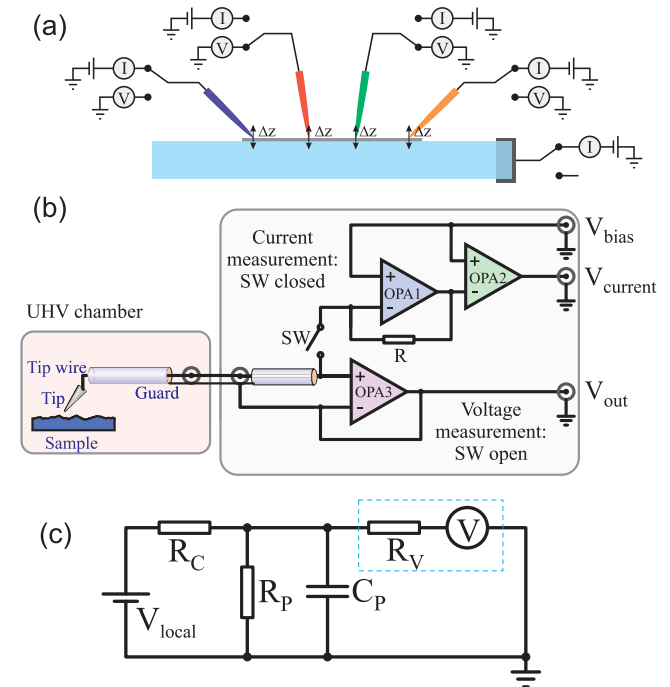 (a)
I
I
V
V
I
I
V
V
Δz
Δz
Δz
Δz
I
(b)
Current
measurement:
SW closed
+
-
OPA1
+
-
OPA2
V_bias
V_current
UHV chamber
SW
R
Tip wire
Tip
Guard
Sample
+
-
OPA3
V_out
Voltage
measurement:
SW open
(c)
R_C
R_V
V
R_P
C_P
V_local